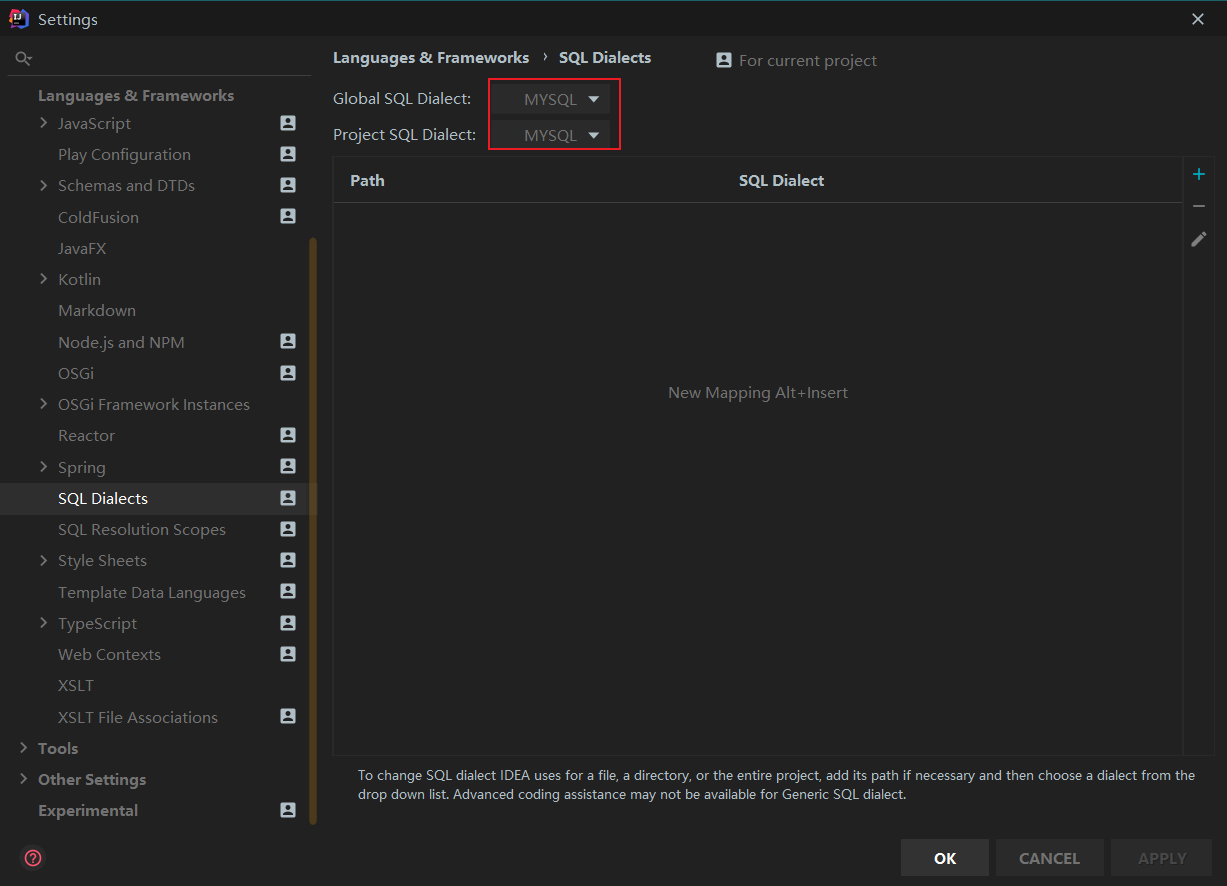 Settings
Languages & Frameworks
JavaScript
Play Configuration
Schemas and DTDs
ColdFusion
JavaFX
Kotlin
Markdown
Node.js and NPM
OSGi
OSGi Framework Instances
Reactor
Spring
SQL Dialects
SQL Resolution Scopes
Style Sheets
Template Data Languages
TypeScript
Web Contexts
XSLT
XSLT File Associations
Tools
Other Settings
Experimental
Languages & Frameworks › SQL Dialects
For current project
Global SQL Dialect: MYSQL
Project SQL Dialect: MYSQL
Path SQL Dialect
New Mapping Alt+Insert
To change SQL dialect IDEA uses for a file, a directory, or the entire project, add its path if necessary and then choose a dialect from the
drop down list. Advanced coding assistance may not be available for Generic SQL dialect.
OK CANCEL APPLY